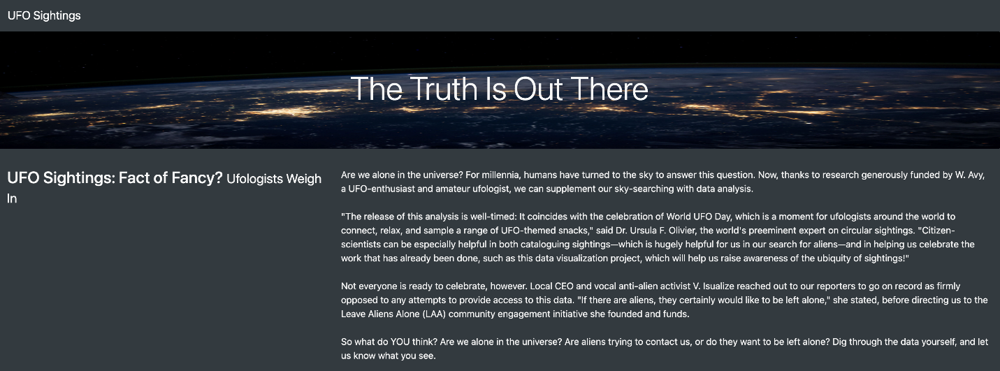 UFO Sightings
The Truth Is Out There
UFO Sightings: Fact of Fancy? Ufologists Weigh
In
Are we alone in the universe? For millennia, humans have turned to the sky to answer this question. Now, thanks to research generously funded by W. Avy,
a UFO-enthusiast and amateur ufologist, we can supplement our sky-searching with data analysis.
"The release of this analysis is well-timed: It coincides with the celebration of World UFO Day, which is a moment for ufologists around the world to
connect, relax, and sample a range of UFO-themed snacks," said Dr. Ursula F. Olivier, the world's preeminent expert on circular sightings. "Citizen-
scientists can be especially helpful in both cataloguing sightings—which is hugely helpful for us in our search for aliens—and in helping us celebrate the
work that has already been done, such as this data visualization project, which will help us raise awareness of the ubiquity of sightings!"
Not everyone is ready to celebrate, however. Local CEO and vocal anti-alien activist V. Isualize reached out to our reporters to go on record as firmly
opposed to any attempts to provide access to this data. "If there are aliens, they certainly would like to be left alone," she stated, before directing us to the
Leave Aliens Alone (LAA) community engagement initiative she founded and funds.
So what do YOU think? Are we alone in the universe? Are aliens trying to contact us, or do they want to be left alone? Dig through the data yourself, and let
us know what you see.